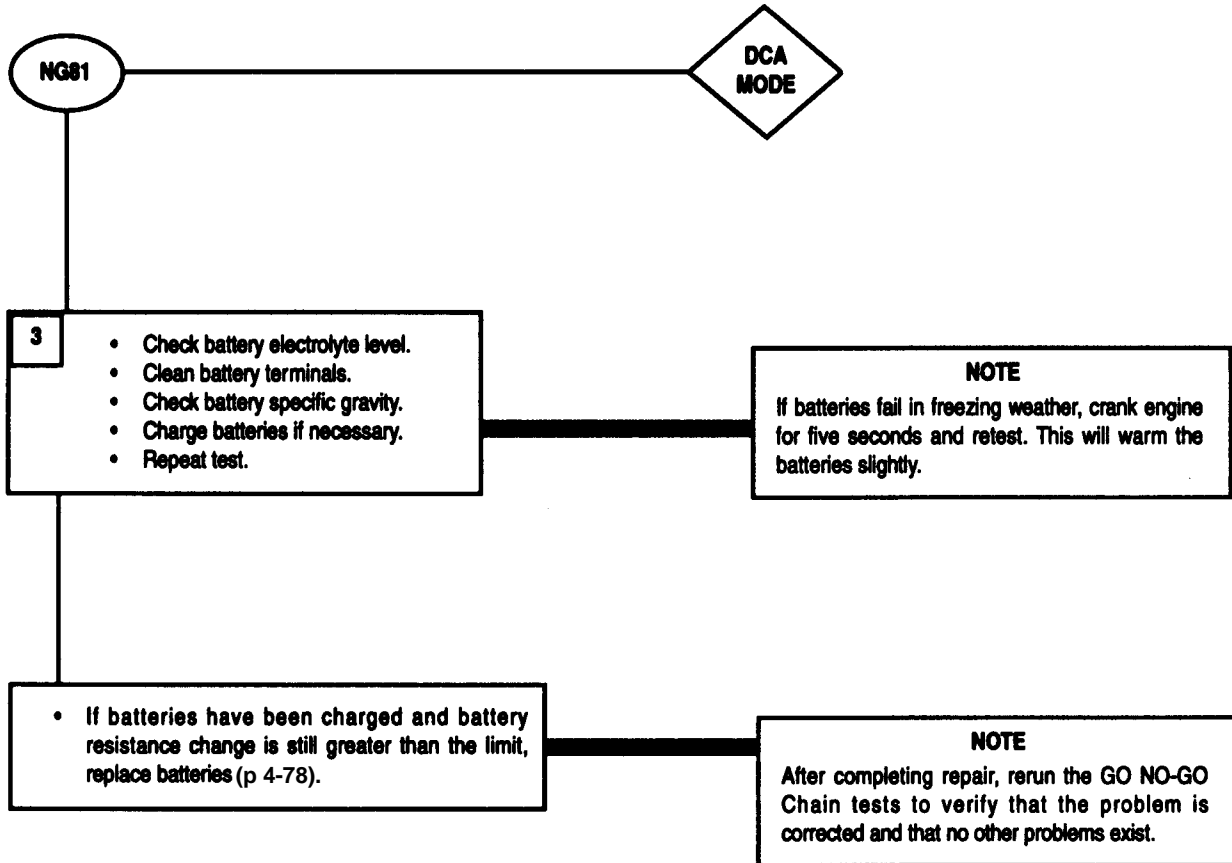 NG81
DCA
MODE
3
• Check battery electrolyte level.
• Clean battery terminals.
• Check battery specific gravity.
• Charge batteries if necessary.
• Repeat test.
NOTE
If batteries fail in freezing weather, crank engine
for five seconds and retest. This will warm the
batteries slightly.
• If batteries have been charged and battery
resistance change is still greater than the limit,
replace batteries (p 4-78).
NOTE
After completing repair, rerun the GO NO-GO
Chain tests to verify that the problem is
corrected and that no other problems exist.